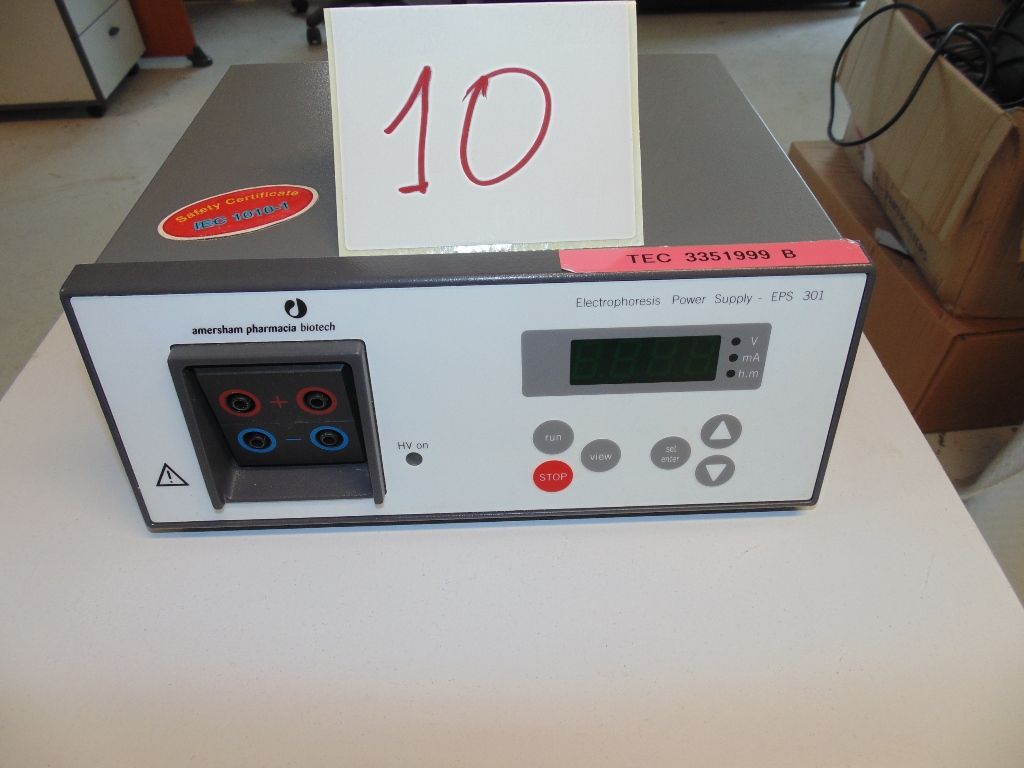 10
Safety Certificate
IEC 1010-1
TEC 3351999 B
amersham pharmacia biotech
Electrophoresis Power Supply - EPS 301
V
mA
h.m
+
-
HV on
run
view
set
enter
STOP